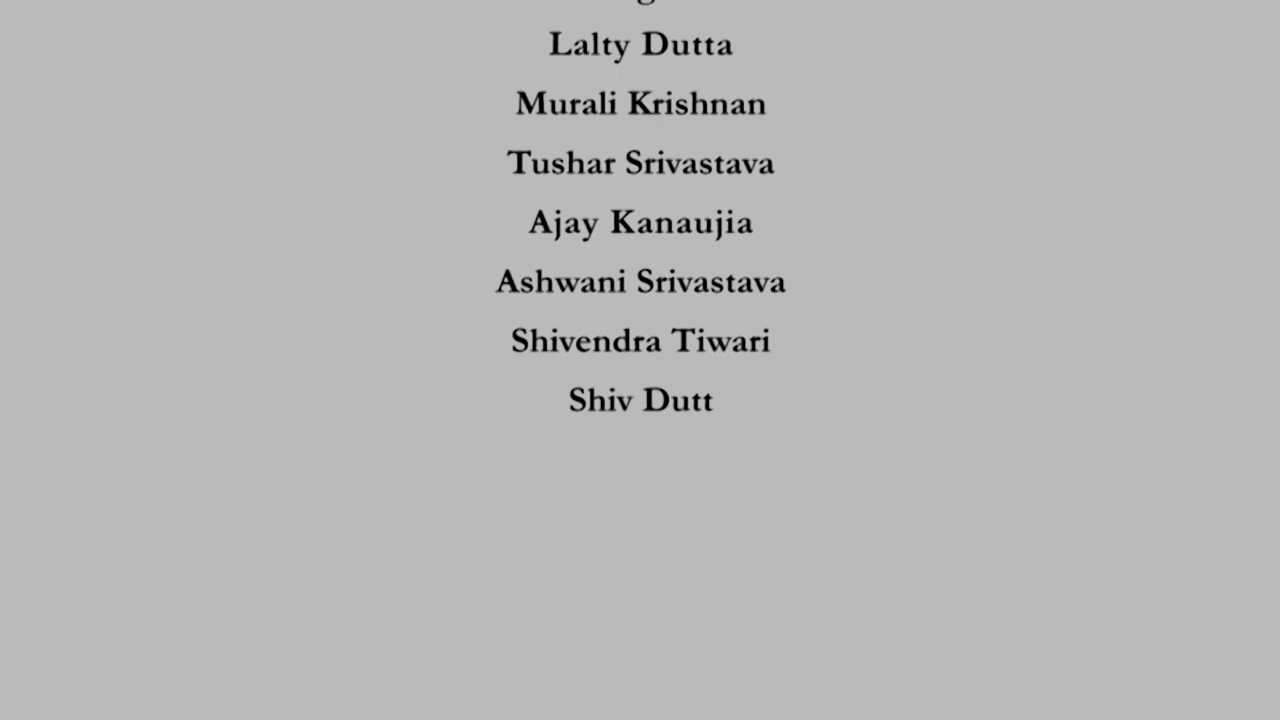 Lalty Dutta
Murali Krishnan
Tushar Srivastava
Ajay Kanaujia
Ashwani Srivastava
Shivendra Tiwari
Shiv Dutt